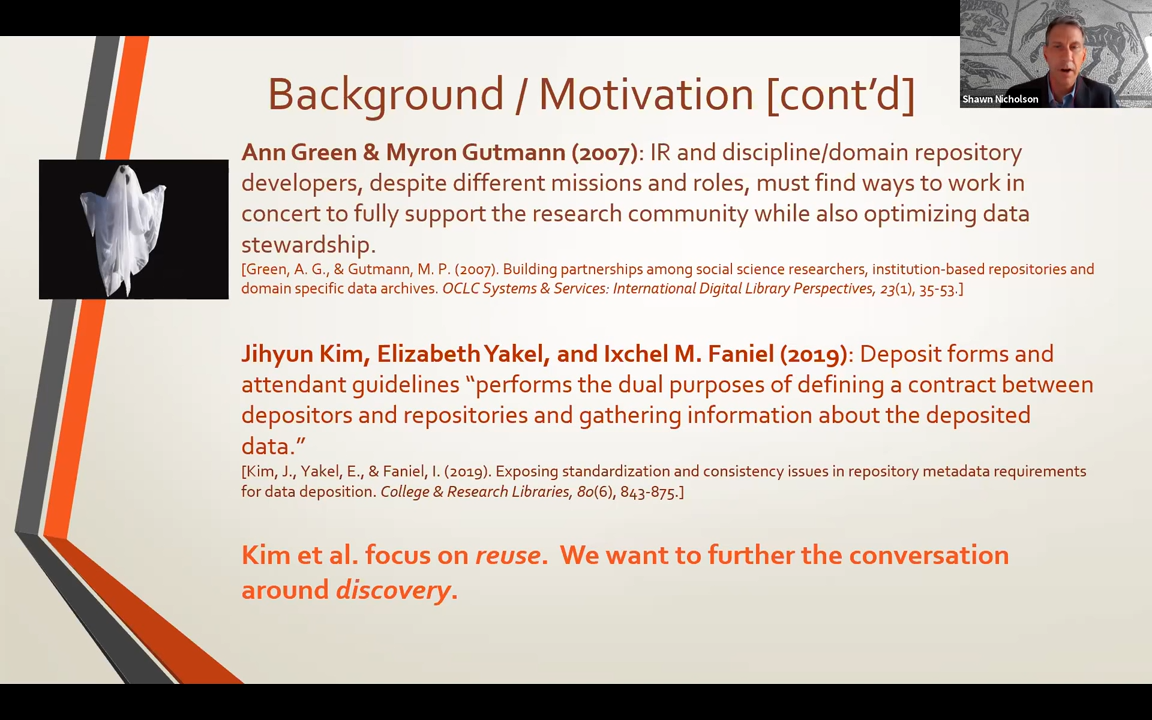 Shawn Nicholson
Background / Motivation [cont’d]
Ann Green & Myron Gutmann (2007): IR and discipline/domain repository
developers, despite different missions and roles, must find ways to work in
concert to fully support the research community while also optimizing data
stewardship.
[Green, A. G., & Gutmann, M. P. (2007). Building partnerships among social science researchers, institution-based repositories and
domain specific data archives. OCLC Systems & Services: International Digital Library Perspectives, 23(1), 35-53.]
Jihyun Kim, Elizabeth Yakel, and Ixchel M. Faniel (2019): Deposit forms and
attendant guidelines “performs the dual purposes of defining a contract between
depositors and repositories and gathering information about the deposited
data.”
[Kim, J., Yakel, E., & Faniel, I. (2019). Exposing standardization and consistency issues in repository metadata requirements
for data deposition. College & Research Libraries, 80(6), 843-875.]
Kim et al. focus on reuse. We want to further the conversation
around discovery.